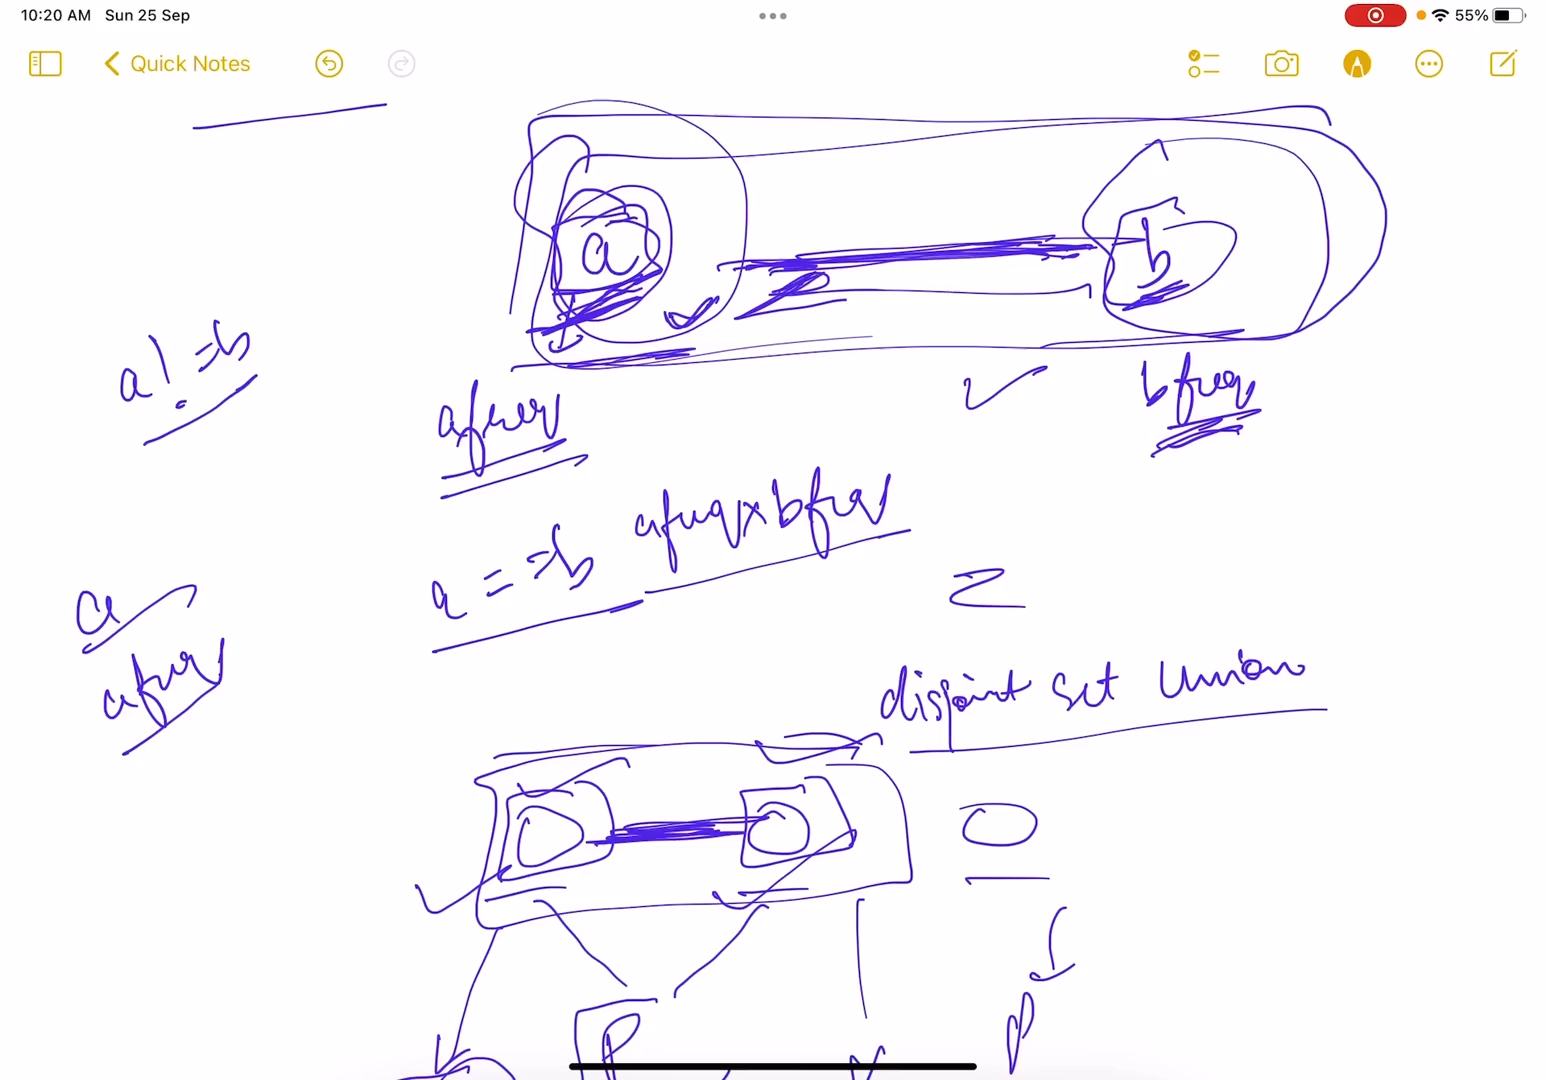 10:20 AM Sun 25 Sep
55%
Quick Notes
a
b
a! =b
afreq
bfreq
a = =b afreq x bfreq
a
afreq
disjoint set union
P
P